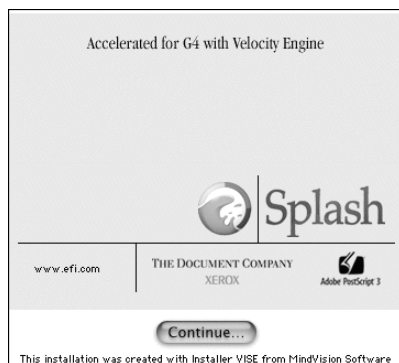 Accelerated for G4 with Velocity Engine
Splash
www.efi.com
THE DOCUMENT COMPANY
XEROX
Adobe PostScript 3
Continue...
This installation was created with Installer VISE from MindVision Software